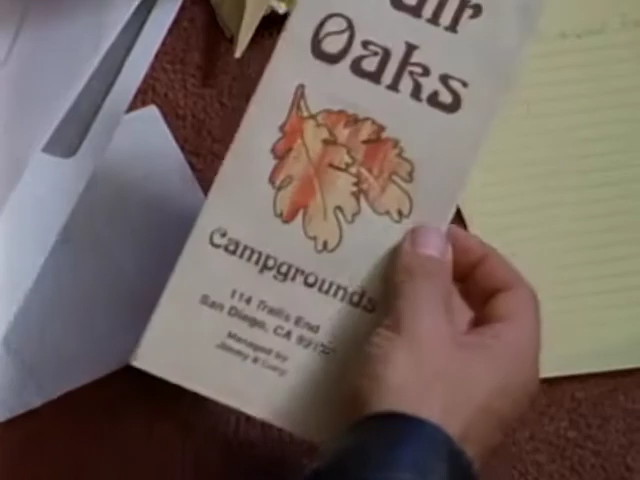 air
Oaks
Campgrounds
114 Trails End
San Diego, CA
Managed by